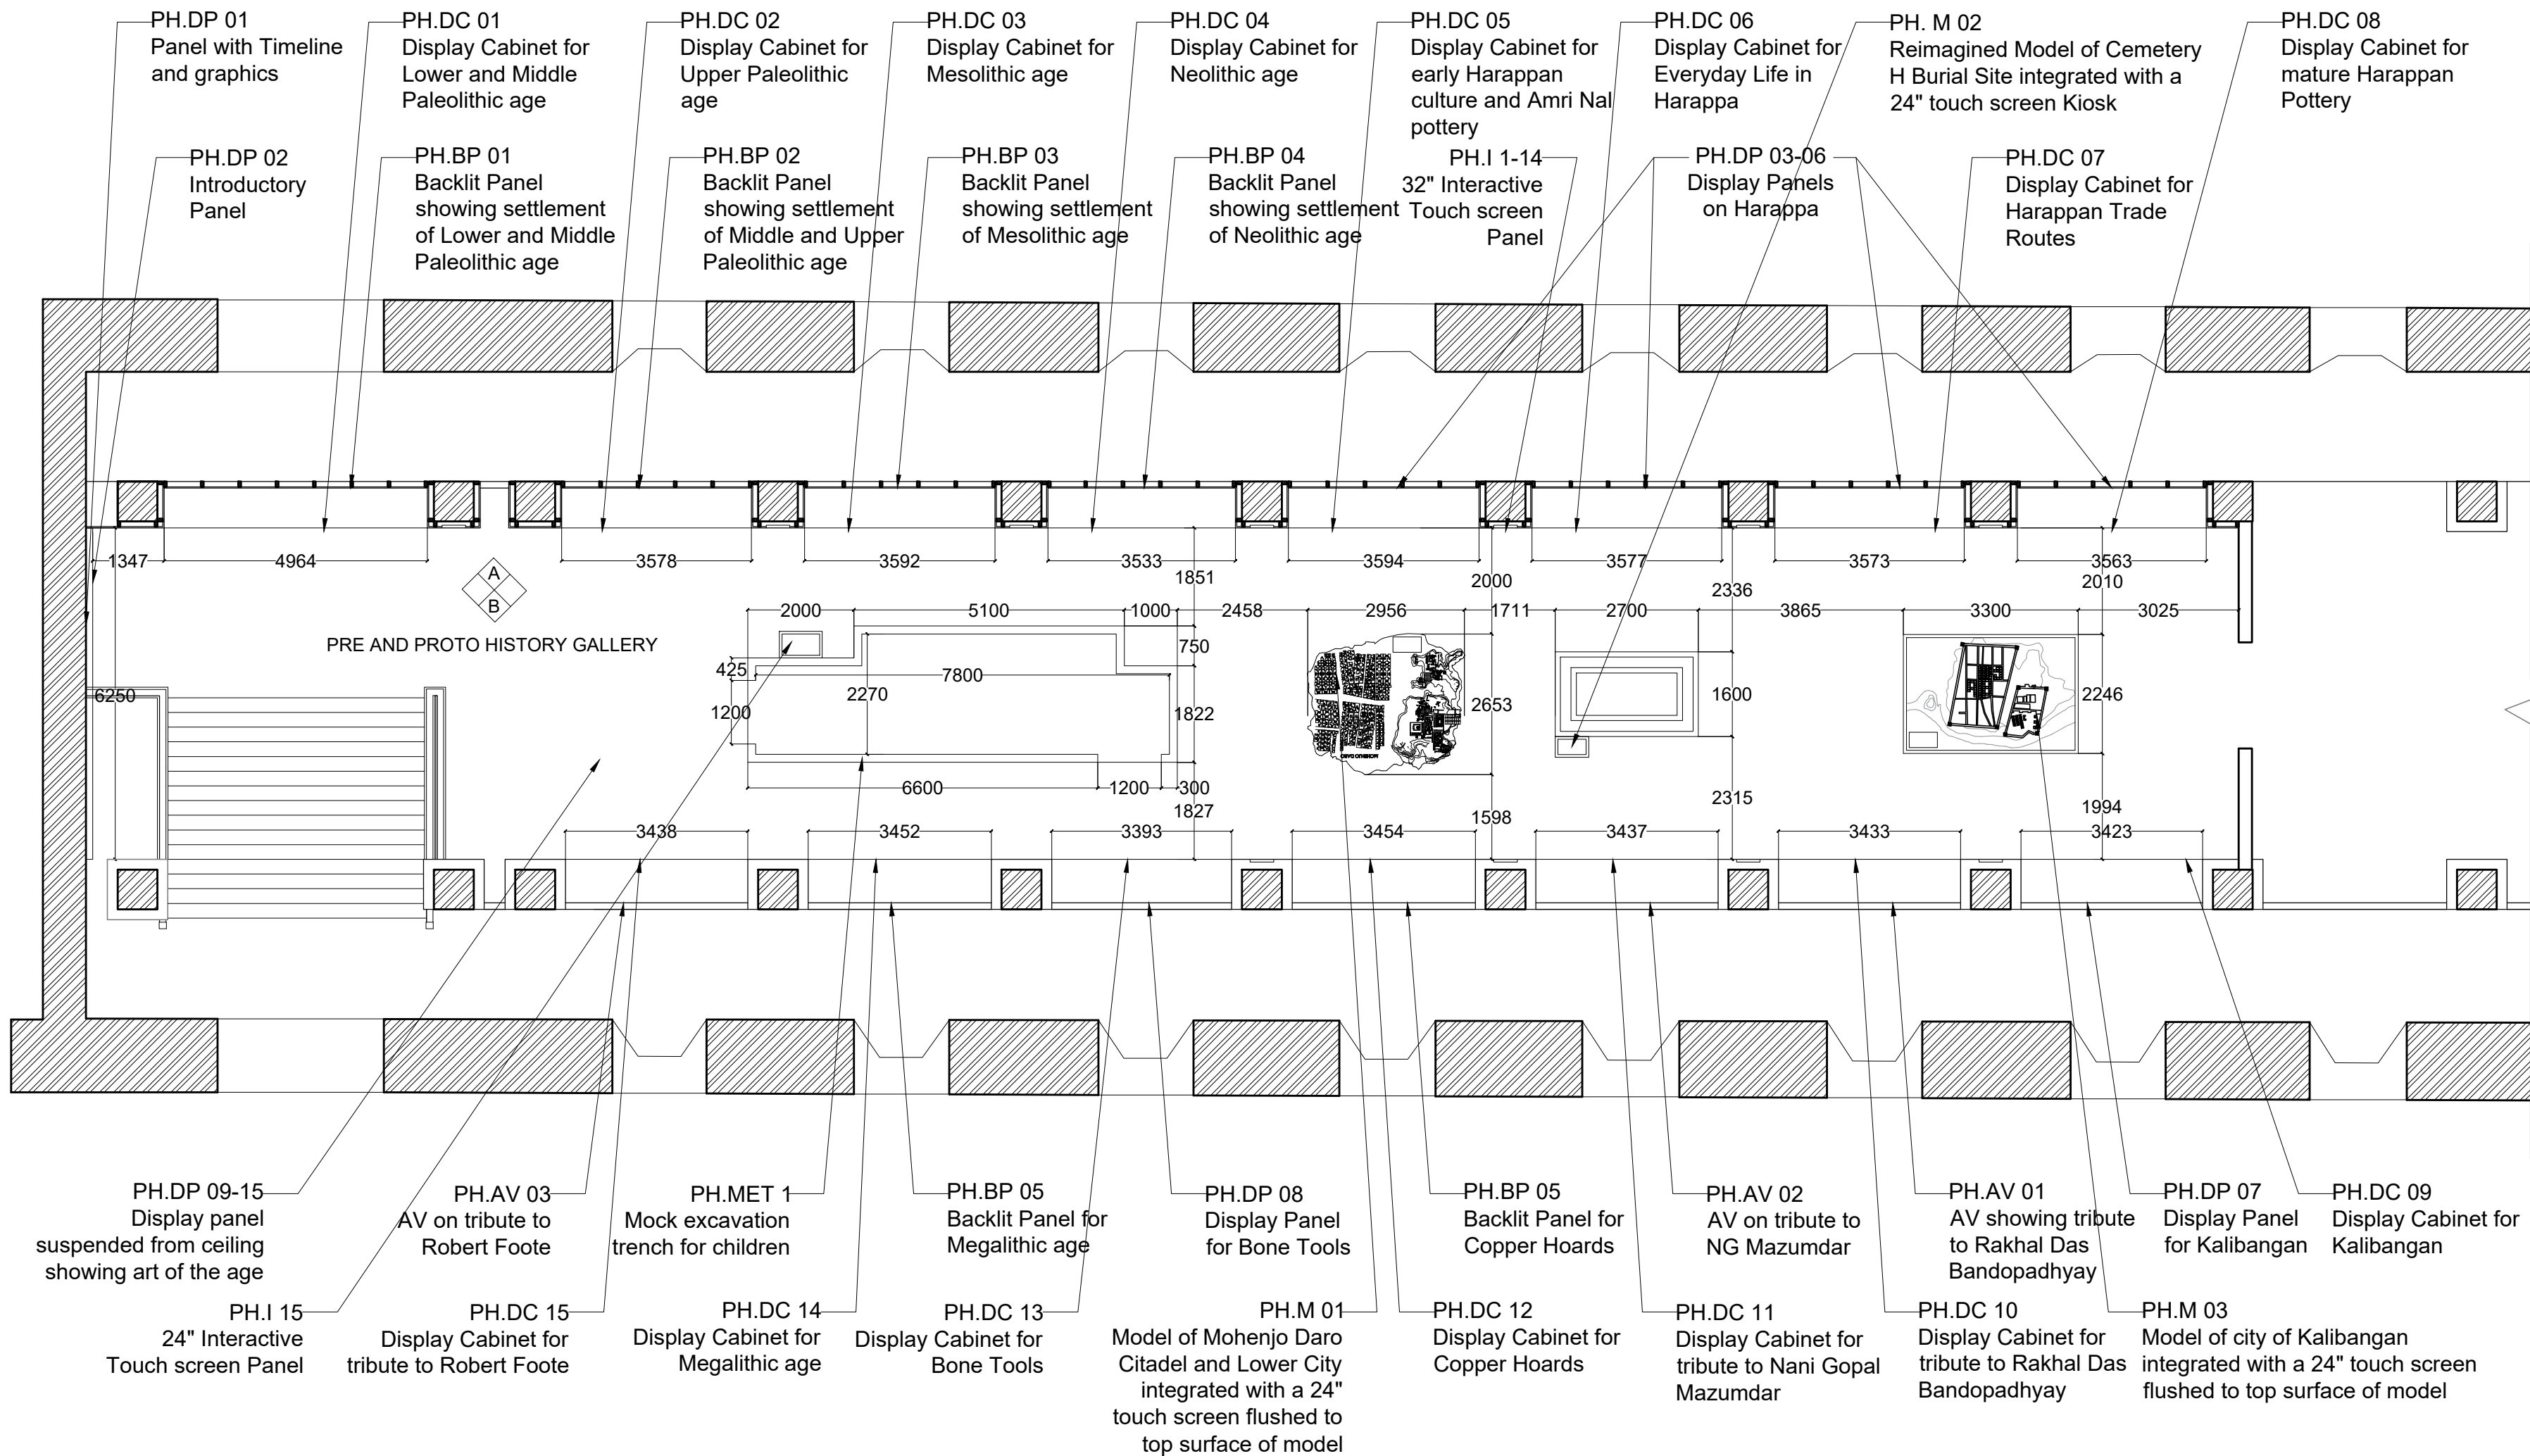 PH.DP 01
Panel with Timeline
and graphics
PH.DC 01
Display Cabinet for
Lower and Middle
Paleolithic age
PH.DC 02
Display Cabinet for
Upper Paleolithic
age
PH.DC 03
Display Cabinet for
Mesolithic age
PH.DC 04
Display Cabinet for
Neolithic age
PH.DC 05
Display Cabinet for
early Harappan
culture and Amri Nal
pottery
PH.DC 06
Display Cabinet for
Everyday Life in
Harappa
PH. M 02
Reimagined Model of Cemetery
H Burial Site integrated with a
24" touch screen Kiosk
PH.DC 08
Display Cabinet for
mature Harappan
Pottery
PH.DP 02
Introductory
Panel
PH.BP 01
Backlit Panel
showing settlement
of Lower and Middle
Paleolithic age
PH.BP 02
Backlit Panel
showing settlement
of Middle and Upper
Paleolithic age
PH.BP 03
Backlit Panel
showing settlement
of Mesolithic age
PH.BP 04
Backlit Panel
showing settlement
of Neolithic age
PH.I 1-14
32" Interactive
Touch screen
Panel
PH.DP 03-06
Display Panels
on Harappa
PH.DC 07
Display Cabinet for
Harappan Trade
Routes
1347 4964 3578 3592 3533 3594 3577 3573 3563
1851 2000 2336 2010
A
B
2000 5100 1000 2458 2956 1711 2700 3865 3300 3025
PRE AND PROTO HISTORY GALLERY
750
425
7800
6250
2270
1200
1822
2653
1600
2246
MOHENJO DARO
6600 1200 300
1827 1598 2315 1994
3438 3452 3393 3454 3437 3433 3423
PH.DP 09-15
Display panel
suspended from ceiling
showing art of the age
PH.AV 03
AV on tribute to
Robert Foote
PH.MET 1
Mock excavation
trench for children
PH.BP 05
Backlit Panel for
Megalithic age
PH.DP 08
Display Panel
for Bone Tools
PH.BP 05
Backlit Panel for
Copper Hoards
PH.AV 02
AV on tribute to
NG Mazumdar
PH.AV 01
AV showing tribute
to Rakhal Das
Bandopadhyay
PH.DP 07
Display Panel
for Kalibangan
PH.DC 09
Display Cabinet for
Kalibangan
PH.I 15
24" Interactive
Touch screen Panel
PH.DC 15
Display Cabinet for
tribute to Robert Foote
PH.DC 14
Display Cabinet for
Megalithic age
PH.DC 13
Display Cabinet for
Bone Tools
PH.M 01
Model of Mohenjo Daro
Citadel and Lower City
integrated with a 24"
touch screen flushed to
top surface of model
PH.DC 12
Display Cabinet for
Copper Hoards
PH.DC 11
Display Cabinet for
tribute to Nani Gopal
Mazumdar
PH.DC 10
Display Cabinet for
tribute to Rakhal Das
Bandopadhyay
PH.M 03
Model of city of Kalibangan
integrated with a 24" touch screen
flushed to top surface of model